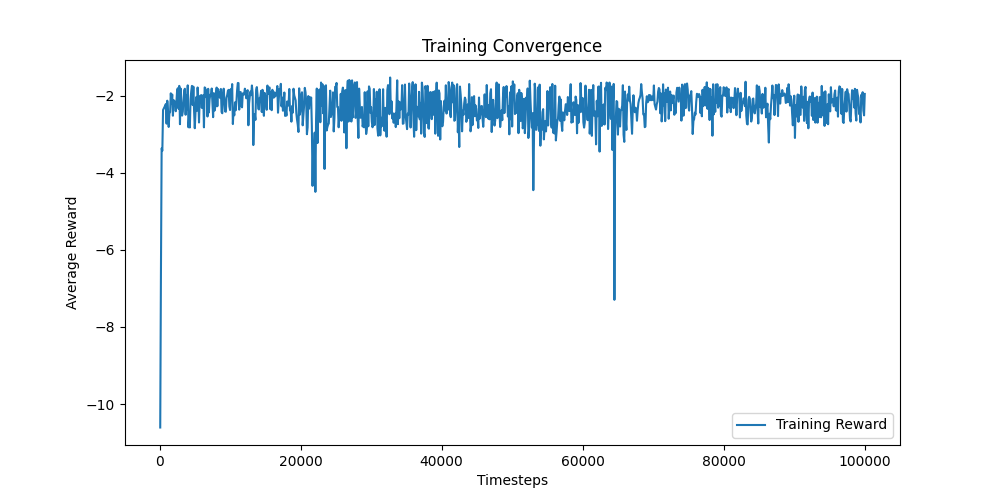 Training Convergence
Average Reward
−2
−4
−6
−8
−10
Training Reward
0 20000 40000 60000 80000 100000
Timesteps